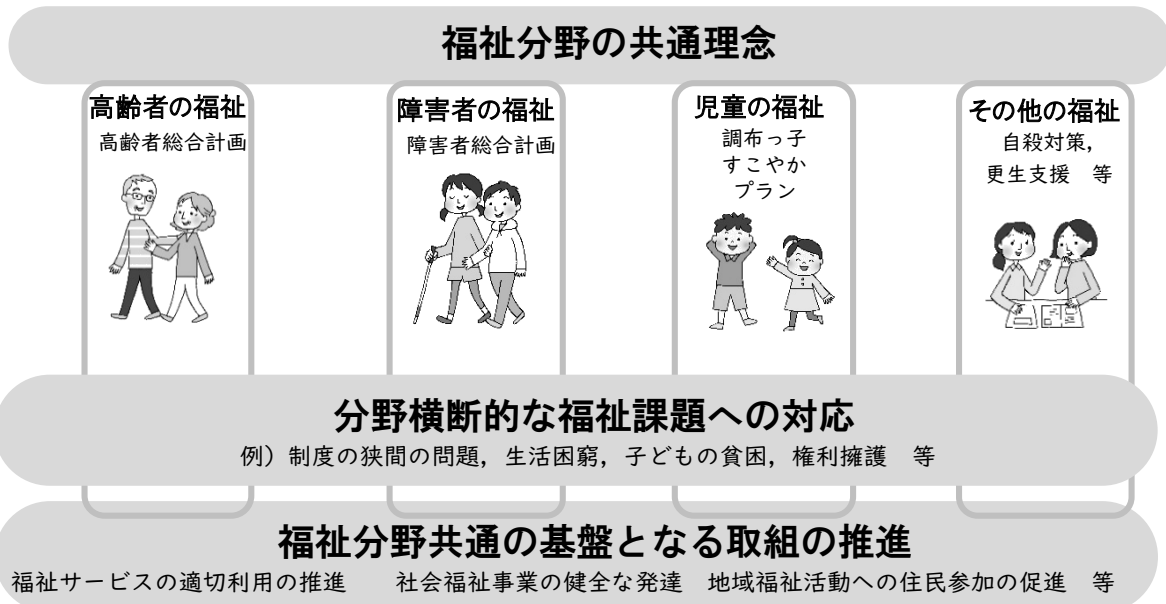 福祉分野の共通理念
高齢者の福祉
高齢者総合計画
障害者の福祉
障害者総合計画
児童の福祉
調布っ子
すこやか
プラン
その他の福祉
自殺対策，
更生支援　等
分野横断的な福祉課題への対応
例）制度の狭間の問題，生活困窮，子どもの貧困，権利擁護　等
福祉分野共通の基盤となる取組の推進
福祉サービスの適切利用の推進　　社会福祉事業の健全な発達　地域福祉活動への住民参加の促進　等